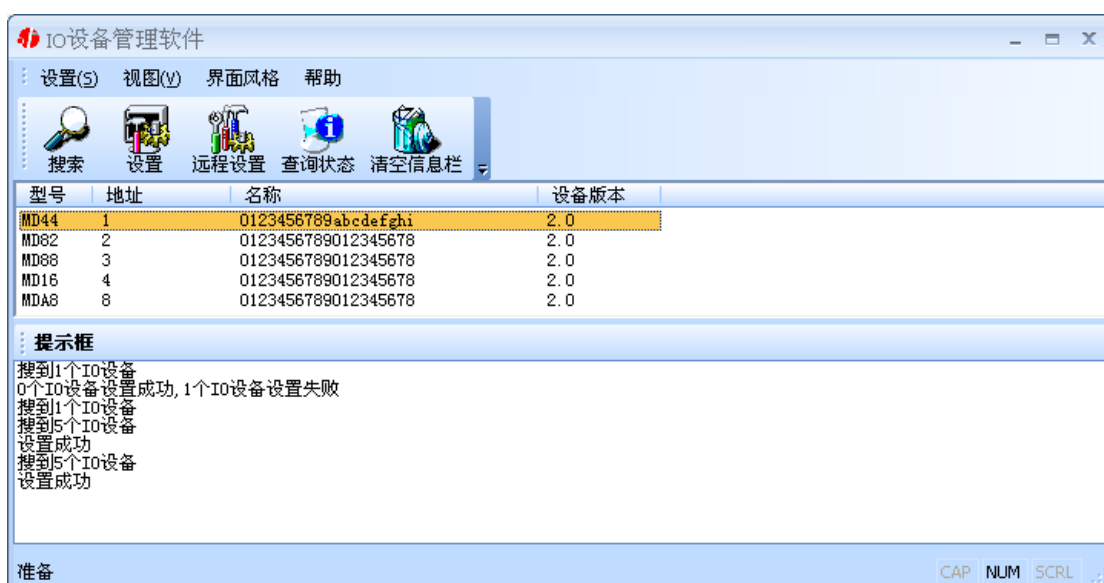 IO设备管理软件
设置(S) 视图(V) 界面风格 帮助
搜索 设置 远程设置 查询状态 清空信息栏
型号 地址 名称 设备版本
MD44 1 0123456789abcdefghi 2.0
MD82 2 0123456789012345678 2.0
MD88 3 0123456789012345678 2.0
MD16 4 0123456789012345678 2.0
MDA8 8 0123456789012345678 2.0
提示框
搜到1个IO设备
0个IO设备设置成功,1个IO设备设置失败
搜到1个IO设备
搜到5个IO设备
设置成功
搜到5个IO设备
设置成功
准备 CAP NUM SCRL